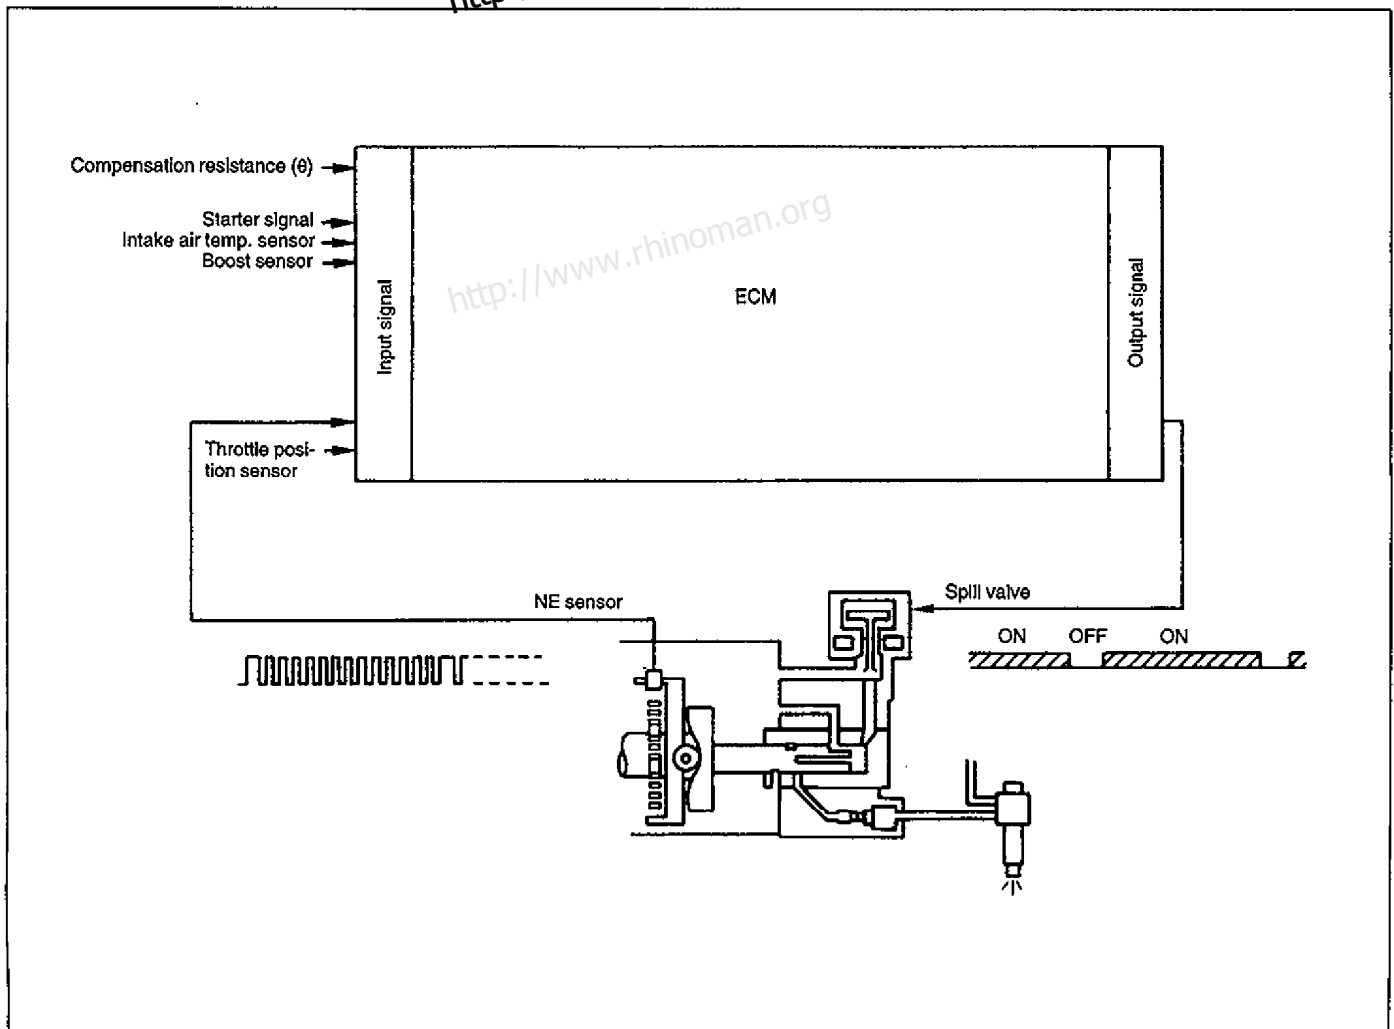 Compensation resistance (θ)
Starter signal
Intake air temp. sensor
Boost sensor
Input signal
http://www.rhinoman.org
ECM
Output signal
Throttle posi-
tion sensor
NE sensor
Spill valve
ON OFF ON